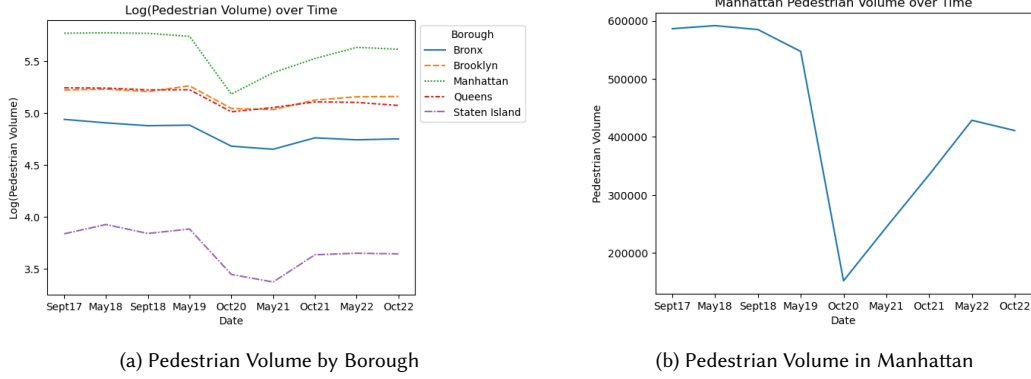 Log(Pedestrian Volume) over Time
Log(Pedestrian Volume)
5.5
5.0
4.5
4.0
3.5
Sept17 May18 Sept18 May19 Oct20 May21 Oct21 May22 Oct22
Date
Borough
Bronx
Brooklyn
Manhattan
Queens
Staten Island
(a) Pedestrian Volume by Borough
Manhattan Pedestrian Volume over Time
Pedestrian Volume
600000
500000
400000
300000
200000
Sept17 May18 Sept18 May19 Oct20 May21 Oct21 May22 Oct22
Date
(b) Pedestrian Volume in Manhattan